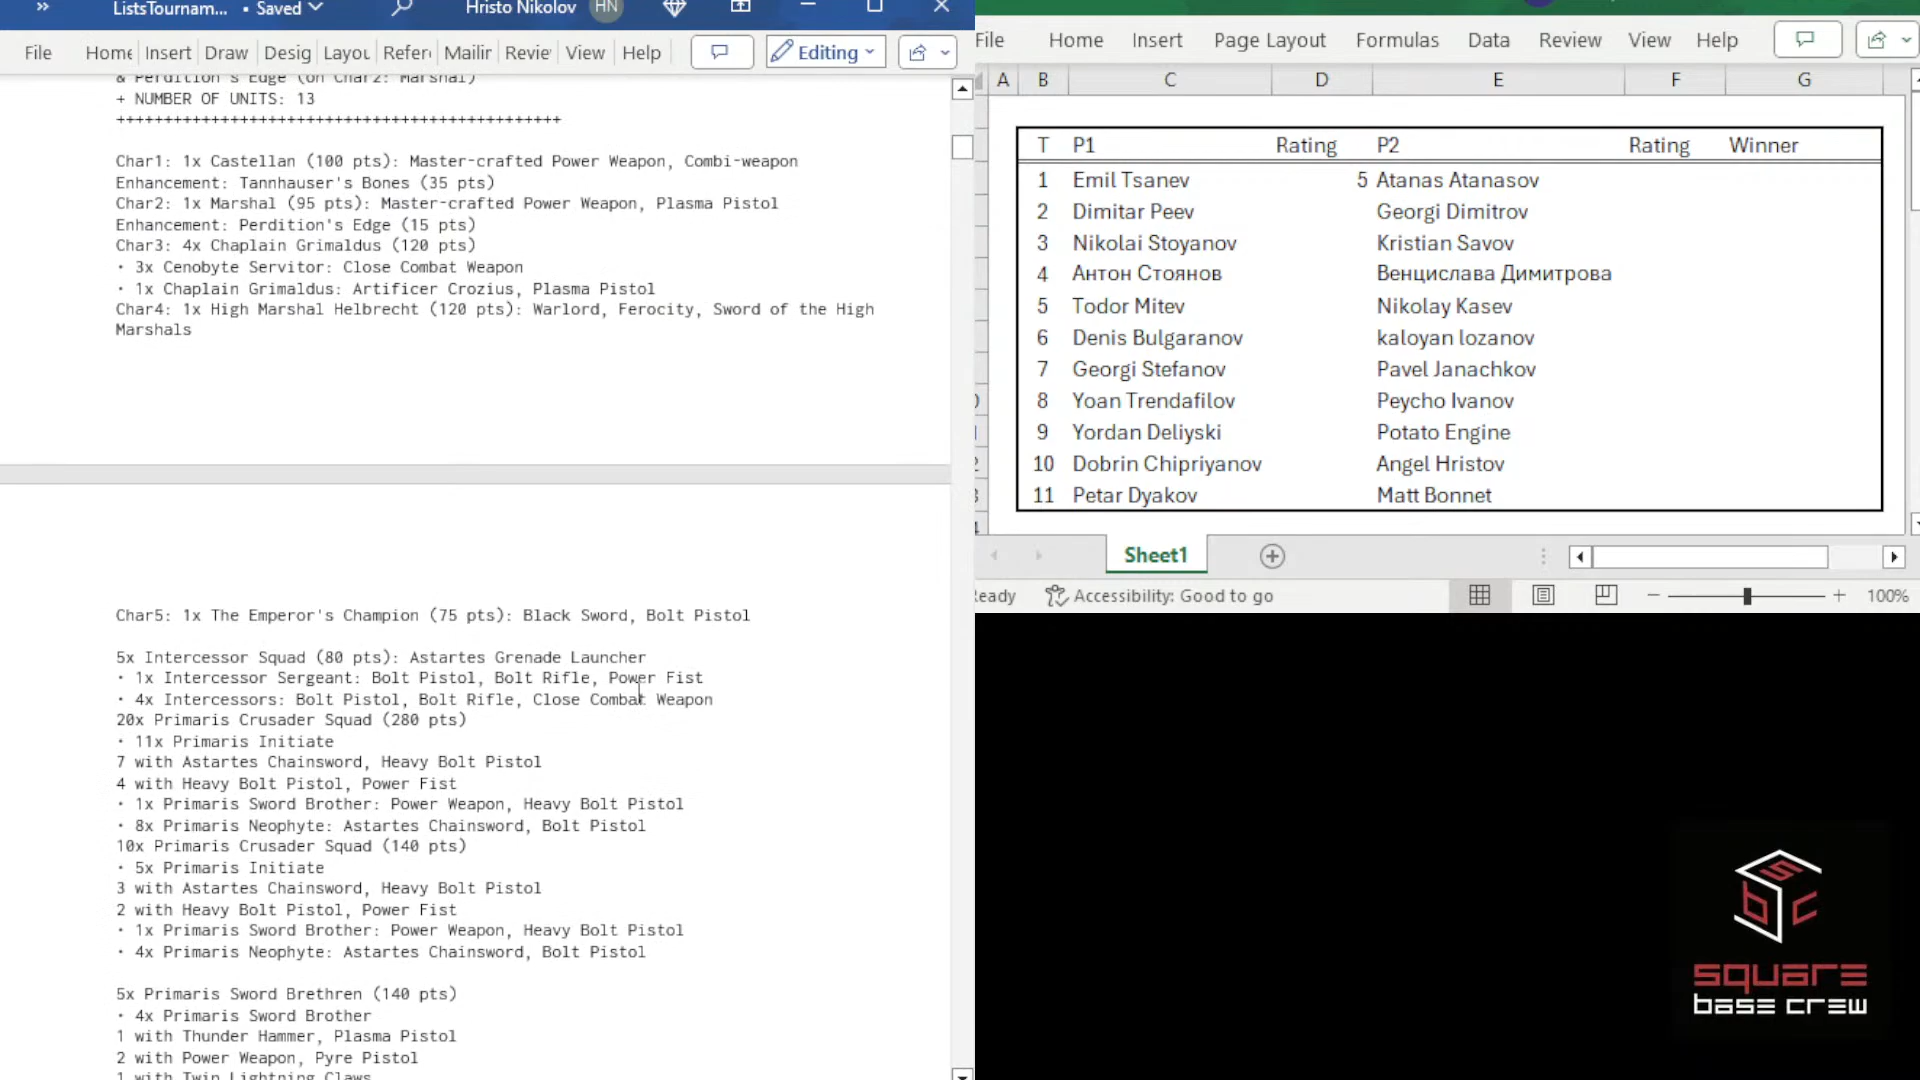 ListsTournam... • Saved
Hristo Nikolov HN
File Home Insert Draw Desig Layou Refer Mailin Revie View Help Editing
& Perdition's Edge (on Char2: Marshal)
+ NUMBER OF UNITS: 13
+++++++++++++++++++++++++++++++++++++++++++++++
Char1: 1x Castellan (100 pts): Master-crafted Power Weapon, Combi-weapon
Enhancement: Tannhauser's Bones (35 pts)
Char2: 1x Marshal (95 pts): Master-crafted Power Weapon, Plasma Pistol
Enhancement: Perdition's Edge (15 pts)
Char3: 4x Chaplain Grimaldus (120 pts)
• 3x Cenobyte Servitor: Close Combat Weapon
• 1x Chaplain Grimaldus: Artificer Crozius, Plasma Pistol
Char4: 1x High Marshal Helbrecht (120 pts): Warlord, Ferocity, Sword of the High
Marshals
Char5: 1x The Emperor's Champion (75 pts): Black Sword, Bolt Pistol
5x Intercessor Squad (80 pts): Astartes Grenade Launcher
• 1x Intercessor Sergeant: Bolt Pistol, Bolt Rifle, Power Fist
• 4x Intercessors: Bolt Pistol, Bolt Rifle, Close Combat Weapon
20x Primaris Crusader Squad (280 pts)
• 11x Primaris Initiate
7 with Astartes Chainsword, Heavy Bolt Pistol
4 with Heavy Bolt Pistol, Power Fist
• 1x Primaris Sword Brother: Power Weapon, Heavy Bolt Pistol
• 8x Primaris Neophyte: Astartes Chainsword, Bolt Pistol
10x Primaris Crusader Squad (140 pts)
• 5x Primaris Initiate
3 with Astartes Chainsword, Heavy Bolt Pistol
2 with Heavy Bolt Pistol, Power Fist
• 1x Primaris Sword Brother: Power Weapon, Heavy Bolt Pistol
• 4x Primaris Neophyte: Astartes Chainsword, Bolt Pistol
5x Primaris Sword Brethren (140 pts)
• 4x Primaris Sword Brother
1 with Thunder Hammer, Plasma Pistol
2 with Power Weapon, Pyre Pistol
1 with Twin Lightning Claws
File Home Insert Page Layout Formulas Data Review View Help
A B C D E F G
T P1 Rating P2 Rating Winner
1 Emil Tsanev 5 Atanas Atanasov
2 Dimitar Peev Georgi Dimitrov
3 Nikolai Stoyanov Kristian Savov
4 Антон Стоянов Венцислава Димитрова
5 Todor Mitev Nikolay Kasev
6 Denis Bulgaranov kaloyan lozanov
7 Georgi Stefanov Pavel Janachkov
8 Yoan Trendafilov Peycho Ivanov
9 Yordan Deliyski Potato Engine
10 Dobrin Chipriyanov Angel Hristov
11 Petar Dyakov Matt Bonnet
Sheet1
Ready Accessibility: Good to go 100%
sbc
square
base crew